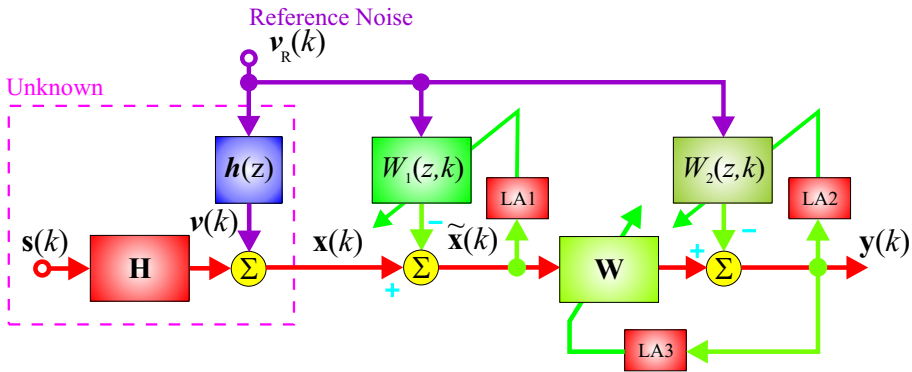 Reference Noise
v_R(k)
Unknown
h(z)
W_1(z,k)
W_2(z,k)
LA1
LA2
s(k)
v(k)
x(k)
−
x̃(k)
+
−
y(k)
H
Σ
+
Σ
W
Σ
LA3